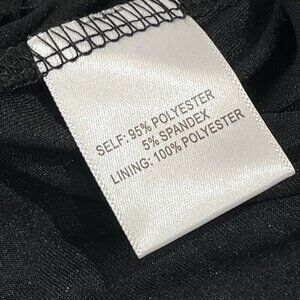 SELF: 95% POLYESTER
5% SPANDEX
LINING: 100% POLYESTER